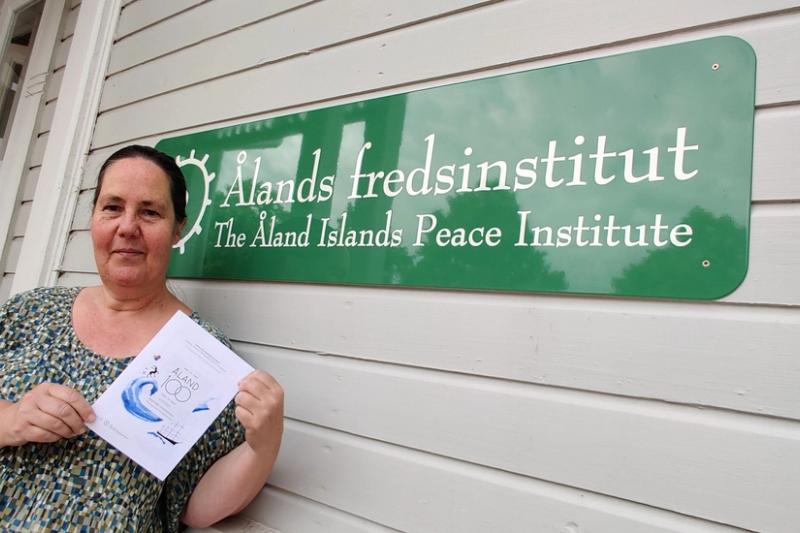 Ålands fredsinstitut
The Åland Islands Peace Institute
ÅLAND
100